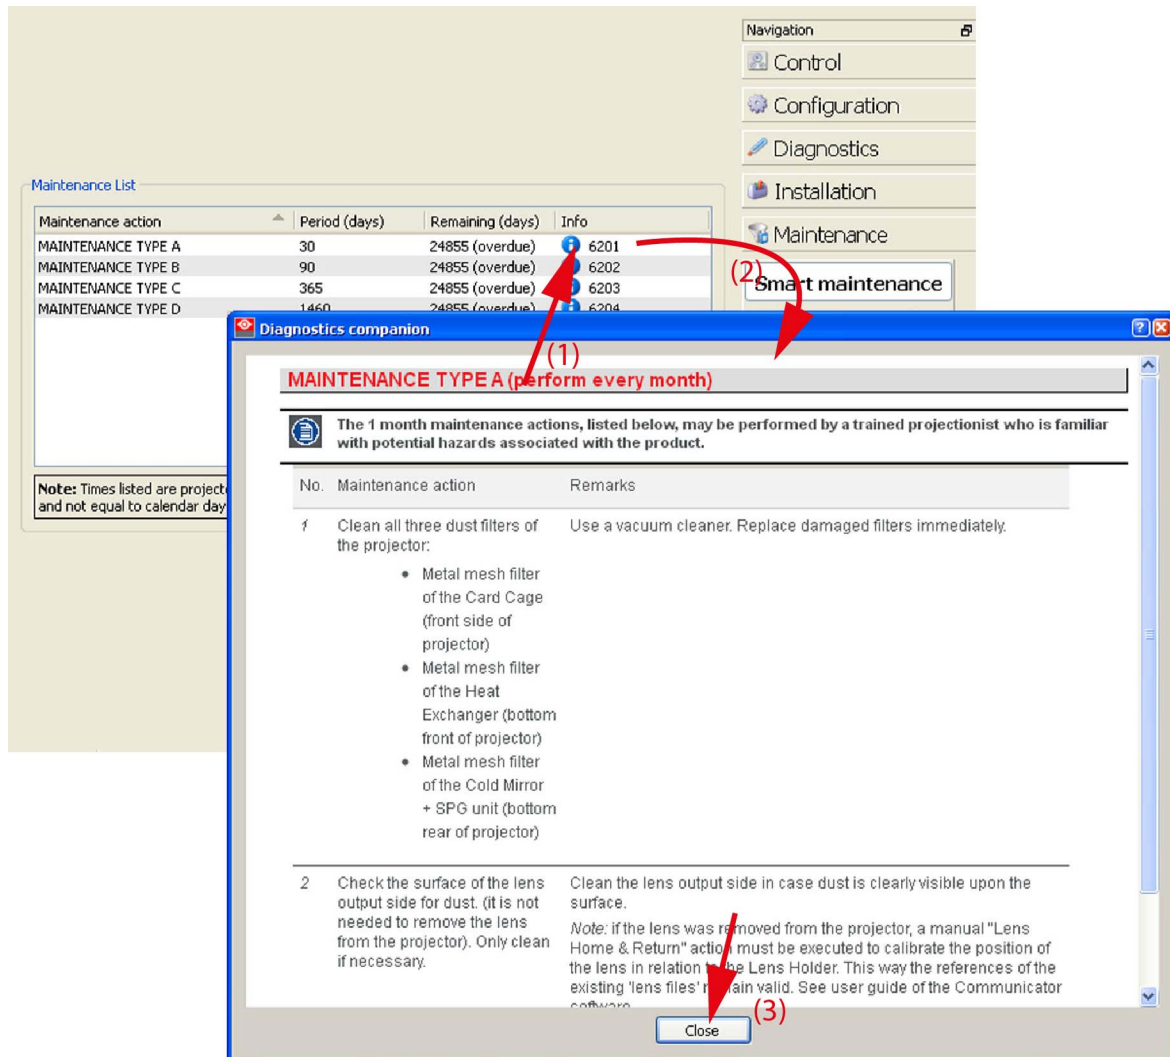 Navigation
Control
Configuration
Diagnostics
Installation
Maintenance
Smart maintenance
Maintenance List
Maintenance action Period (days) Remaining (days) Info
MAINTENANCE TYPE A 30 24855 (overdue) 6201
MAINTENANCE TYPE B 90 24855 (overdue) 6202
MAINTENANCE TYPE C 365 24855 (overdue) 6203
MAINTENANCE TYPE D 1460 24855 (overdue) 6204
(2)
(1)
Note: Times listed are
and not equal to calendar
Diagnostics companion
MAINTENANCE TYPE A (perform every month)
The 1 month maintenance actions, listed below, may be performed by a trained projectionist who is familiar
with potential hazards associated with the product.
No. Maintenance action Remarks
1 Clean all three dust filters of Use a vacuum cleaner. Replace damaged filters immediately.
the projector:
• Metal mesh filter
of the Card Cage
(front side of
projector)
• Metal mesh filter
of the Heat
Exchanger (bottom
front of projector)
• Metal mesh filter
of the Cold Mirror
+ SPG unit (bottom
rear of projector)
2 Check the surface of the lens Clean the lens output side in case dust is clearly visible upon the
output side for dust. (it is not surface.
needed to remove the lens Note: if the lens was removed from the projector, a manual "Lens
from the projector). Only clean Home & Return" action must be executed to calibrate the position of
if necessary. the lens in relation to the Lens Holder. This way the references of the
existing 'lens files' remain valid. See user guide of the Communicator
software
Close
(3)